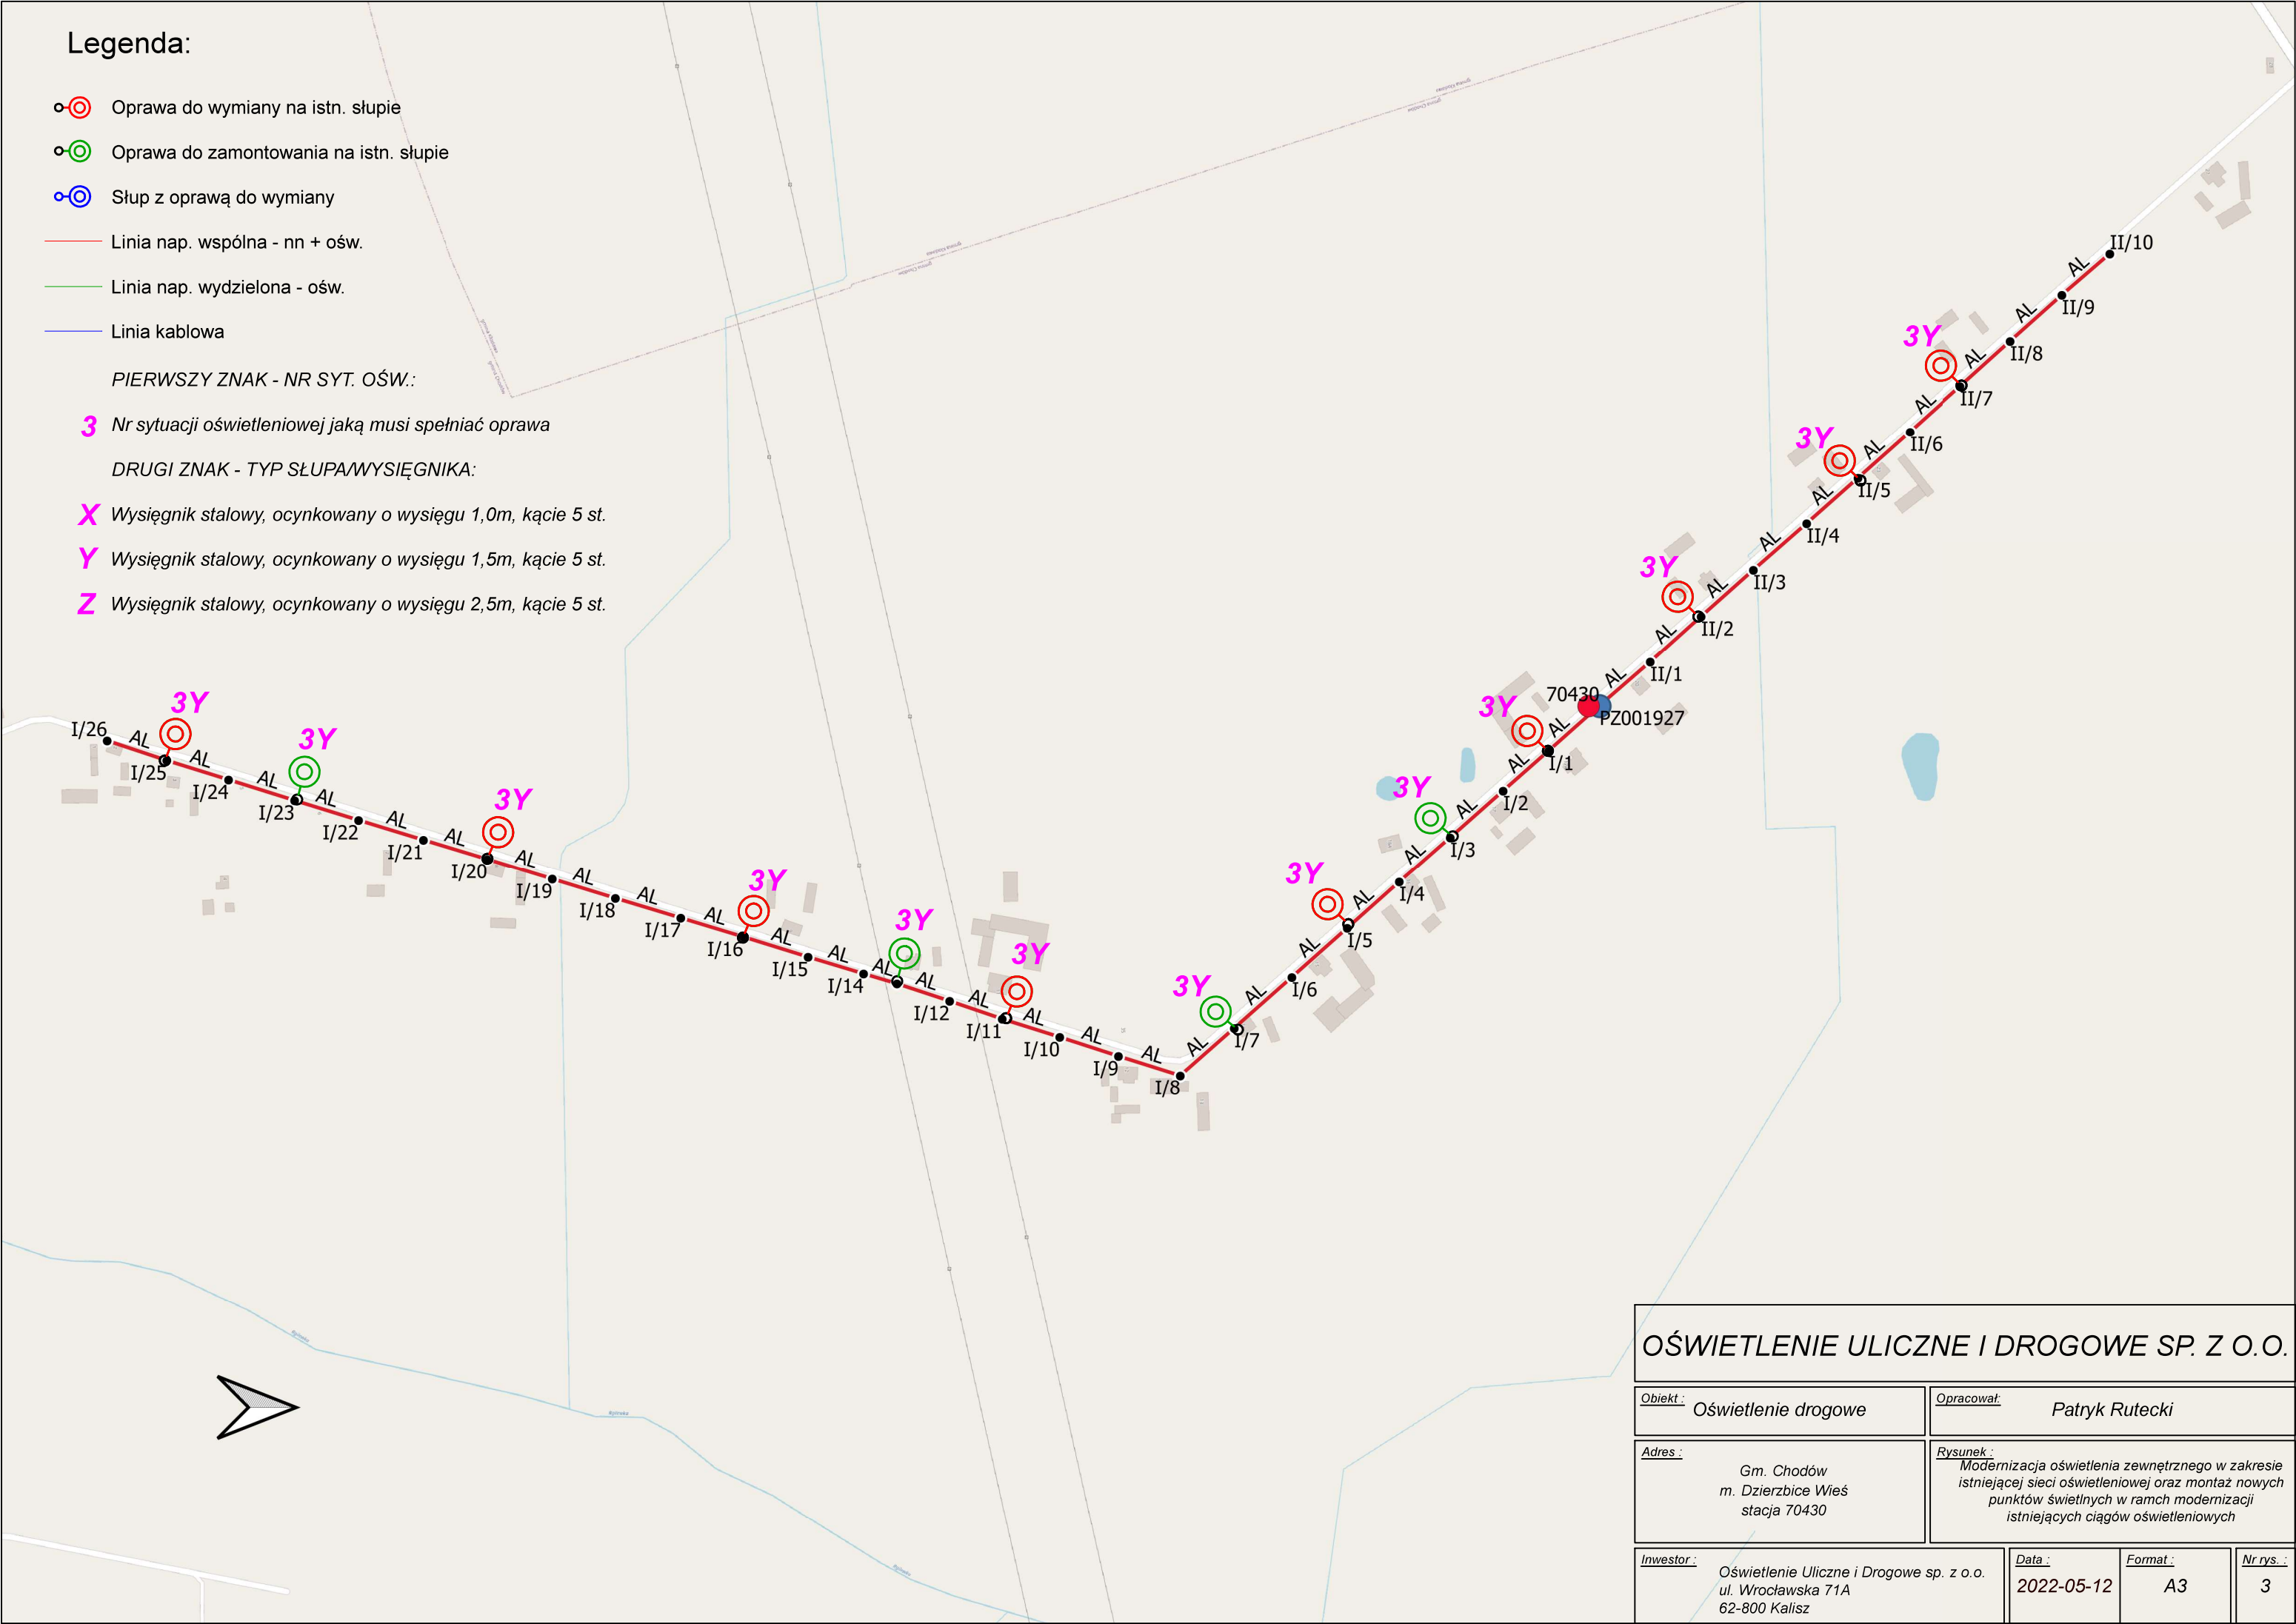 Legenda:
Oprawa do wymiany na istn. słupie
Oprawa do zamontowania na istn. słupie
Słup z oprawą do wymiany
Linia nap. wspólna - nn + ośw.
Linia nap. wydzielona - ośw.
Linia kablowa
PIERWSZY ZNAK - NR SYT. OŚW.:
3 Nr sytuacji oświetleniowej jaką musi spełniać oprawa
DRUGI ZNAK - TYP SŁUPA/WYSIĘGNIKA:
X Wysięgnik stalowy, ocynkowany o wysięgu 1,0m, kącie 5 st.
Y Wysięgnik stalowy, ocynkowany o wysięgu 1,5m, kącie 5 st.
Z Wysięgnik stalowy, ocynkowany o wysięgu 2,5m, kącie 5 st.
gmina Kłodawa
gmina Chodów
gmina Kłodawa
gmina Chodów
I/26
AL
3Y
I/25
AL
I/24
AL
3Y
I/23
AL
I/22
AL
I/21
AL
3Y
I/20
AL
I/19
AL
I/18
AL
I/17
AL
3Y
I/16
AL
I/15
AL
I/14
AL
3Y
AL
I/12
AL
3Y
I/11
AL
I/10
AL
I/9
AL
I/8
AL
3Y
I/7
AL
I/6
AL
3Y
I/5
AL
I/4
AL
3Y
I/3
AL
I/2
AL
3Y
I/1
AL
70430
PZ001927
AL
II/1
AL
3Y
II/2
AL
II/3
AL
II/4
AL
3Y
II/5
AL
II/6
AL
3Y
II/7
AL
II/8
AL
II/9
AL
II/10
OŚWIETLENIE ULICZNE I DROGOWE SP. Z O.O.
Obiekt :
Oświetlenie drogowe
Opracował:
Patryk Rutecki
Adres :
Gm. Chodów
m. Dzierzbice Wieś
stacja 70430
Rysunek :
Modernizacja oświetlenia zewnętrznego w zakresie
istniejącej sieci oświetleniowej oraz montaż nowych
punktów świetlnych w ramch modernizacji
istniejących ciągów oświetleniowych
Inwestor :
Oświetlenie Uliczne i Drogowe sp. z o.o.
ul. Wrocławska 71A
62-800 Kalisz
Data :
2022-05-12
Format :
A3
Nr rys. :
3